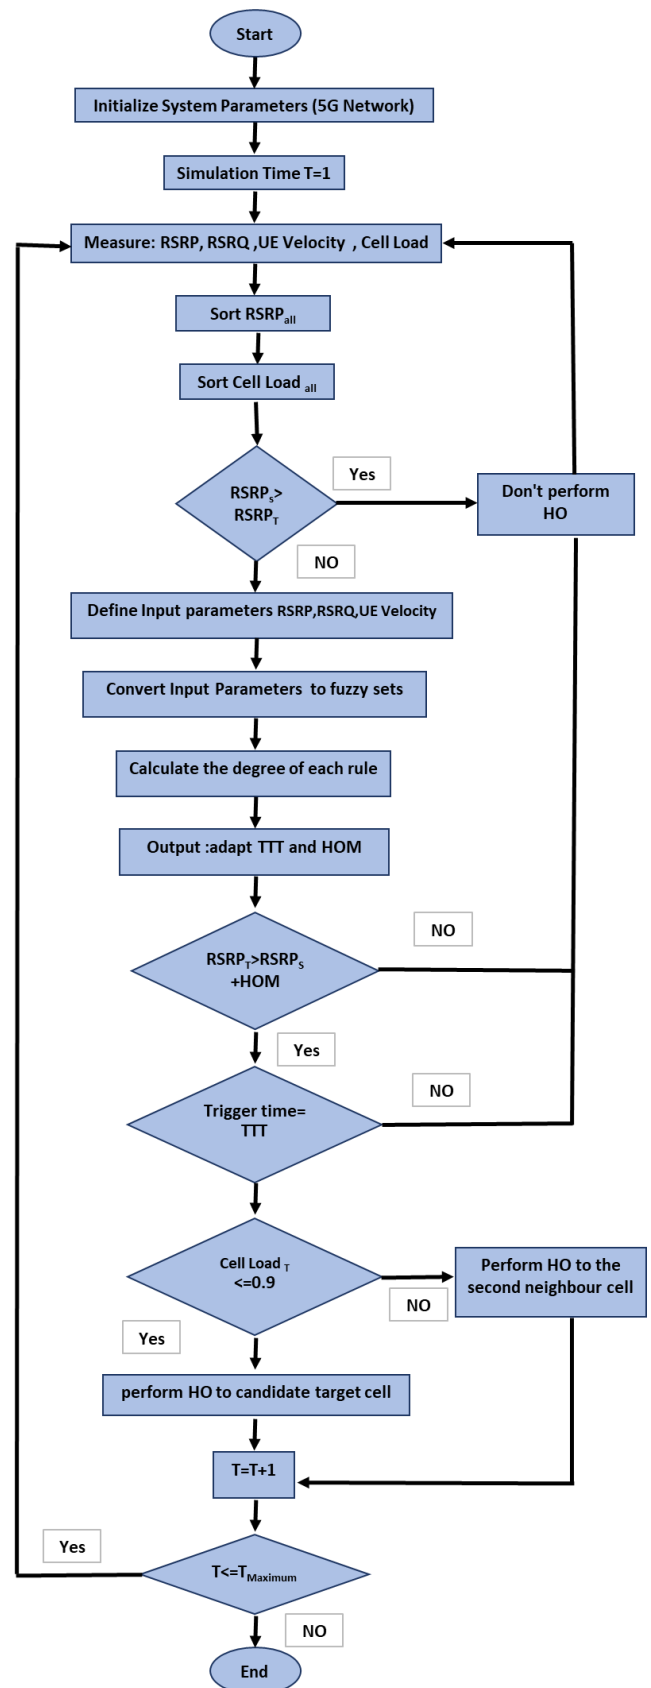 Start
Initialize System Parameters (5G Network)
Simulation Time T=1
Measure: RSRP, RSRQ ,UE Velocity , Cell Load
Sort RSRPall
Sort Cell Load all
Yes
RSRPs>
RSRPT
Don't perform
HO
NO
Define Input parameters RSRP,RSRQ,UE Velocity
Convert Input Parameters to fuzzy sets
Calculate the degree of each rule
Output :adapt TTT and HOM
NO
RSRPT>RSRPS
+HOM
Yes
NO
Trigger time=
TTT
Cell Load T
<=0.9
Perform HO to the
second neighbour cell
NO
Yes
perform HO to candidate target cell
T=T+1
Yes
T<=TMaximum
NO
End